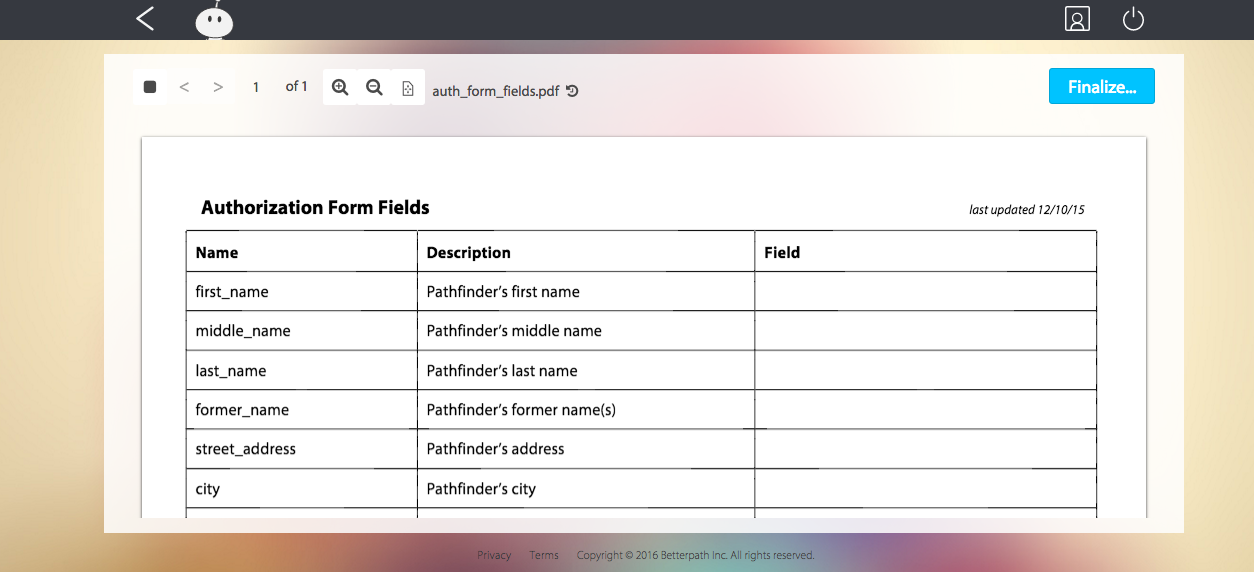 1 of 1 auth_form_fields.pdf Finalize...
Authorization Form Fields last updated 12/10/15
Name Description Field
first_name Pathfinder’s first name
middle_name Pathfinder’s middle name
last_name Pathfinder’s last name
former_name Pathfinder’s former name(s)
street_address Pathfinder’s address
city Pathfinder’s city
Privacy Terms Copyright © 2016 Betterpath Inc. All rights reserved.